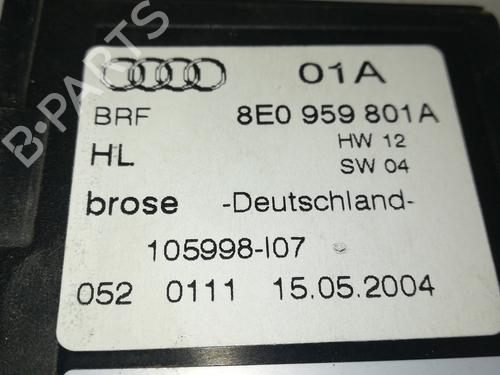 01A
BRF 8E0 959 801A
HL HW 12
SW 04
brose -Deutschland-
105998-I07
052 0111 15.05.2004
B-PARTS